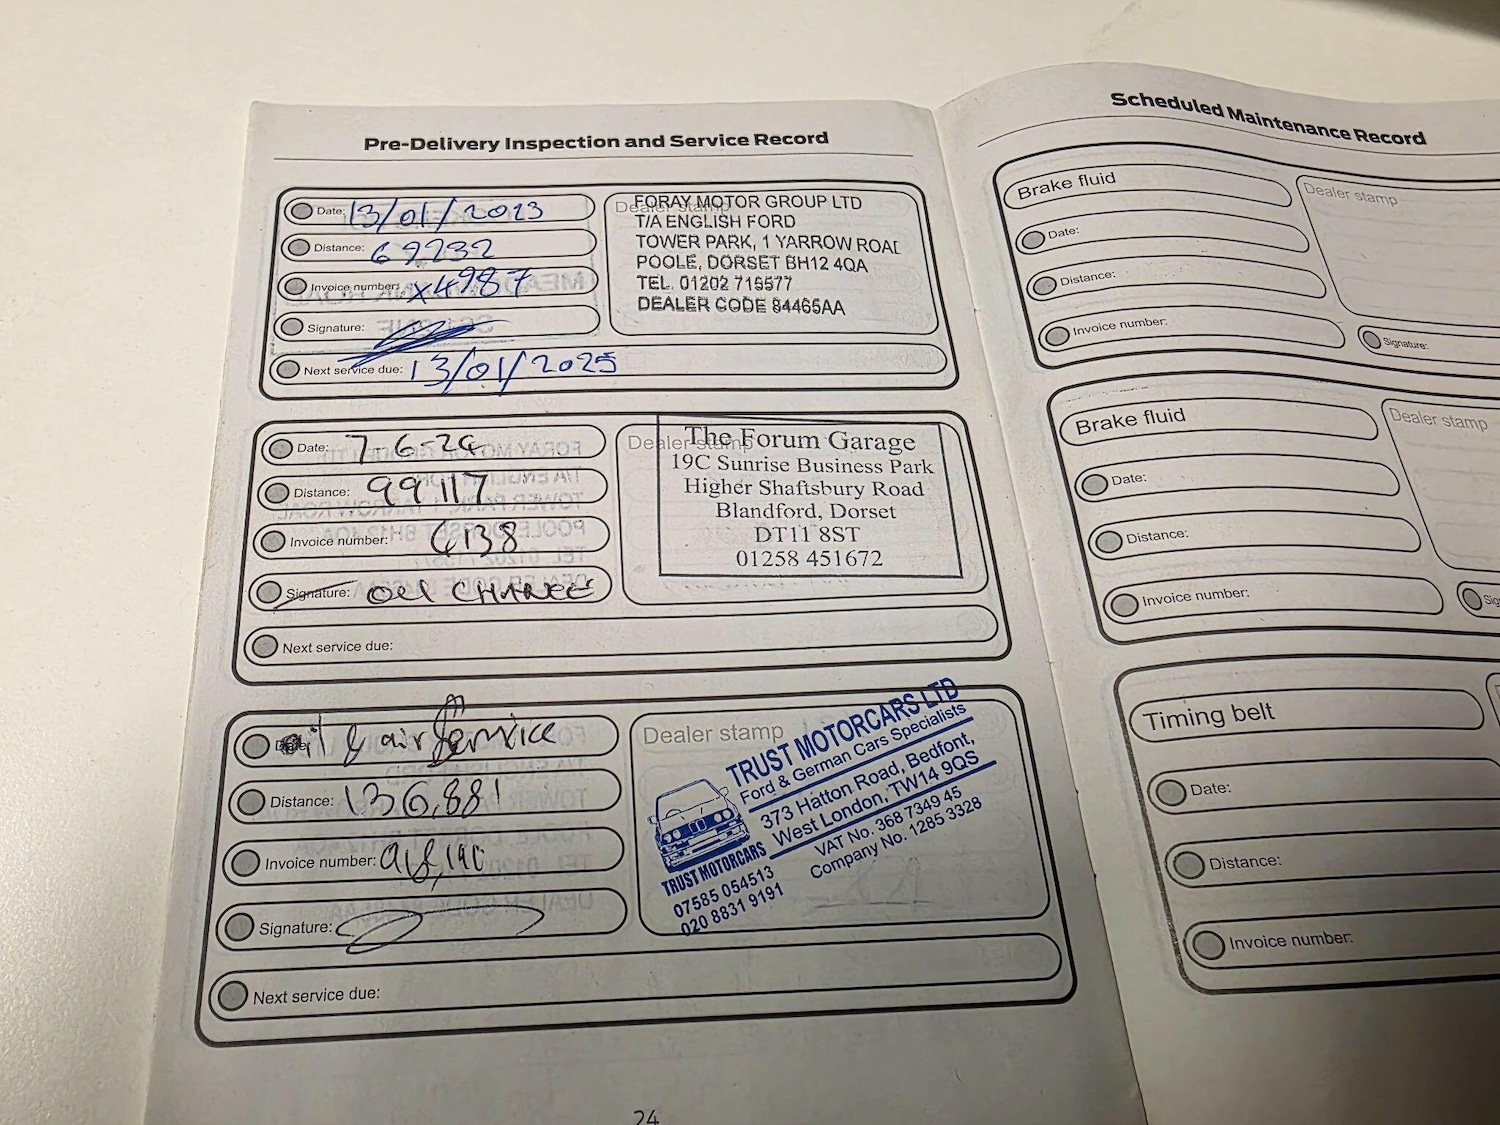 Pre-Delivery Inspection and Service Record
Date: 13/01/2023
Distance: 69232
Invoice number: X4987
Signature:
Next service due: 13/01/2025
Dealer stamp
FORAY MOTOR GROUP LTD
T/A ENGLISH FORD
TOWER PARK, 1 YARROW ROAD
POOLE, DORSET BH12 4QA
TEL. 01202 715577
DEALER CODE 84465AA
Date: 7-6-24
Distance: 99,117
Invoice number: 4138
Signature: OIL CHANGE
Next service due:
Dealer stamp
The Forum Garage
19C Sunrise Business Park
Higher Shaftsbury Road
Blandford, Dorset
DT11 8ST
01258 451672
Date: oil & air service
Distance: 136,881
Invoice number:
Signature:
Next service due:
Dealer stamp
TRUST MOTORCARS LTD
Ford & German Cars Specialists
373 Hatton Road, Bedfont,
West London, TW14 9QS
VAT No. 368 7349 45
Company No. 1285 3328
TRUST MOTORCARS
07585 054513
020 8831 9191
24
Scheduled Maintenance Record
Brake fluid
Date:
Distance:
Invoice number:
Dealer stamp
Signature:
Brake fluid
Date:
Distance:
Invoice number:
Dealer stamp
Timing belt
Date:
Distance:
Invoice number: